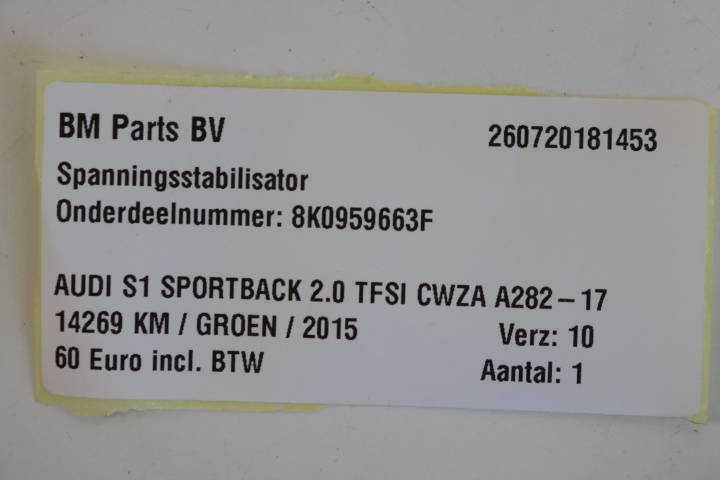 BM Parts BV 260720181453
Spanningsstabilisator
Onderdeelnummer: 8K0959663F
AUDI S1 SPORTBACK 2.0 TFSI CWZA A282-17
14269 KM / GROEN / 2015 Verz: 10
60 Euro incl. BTW Aantal: 1